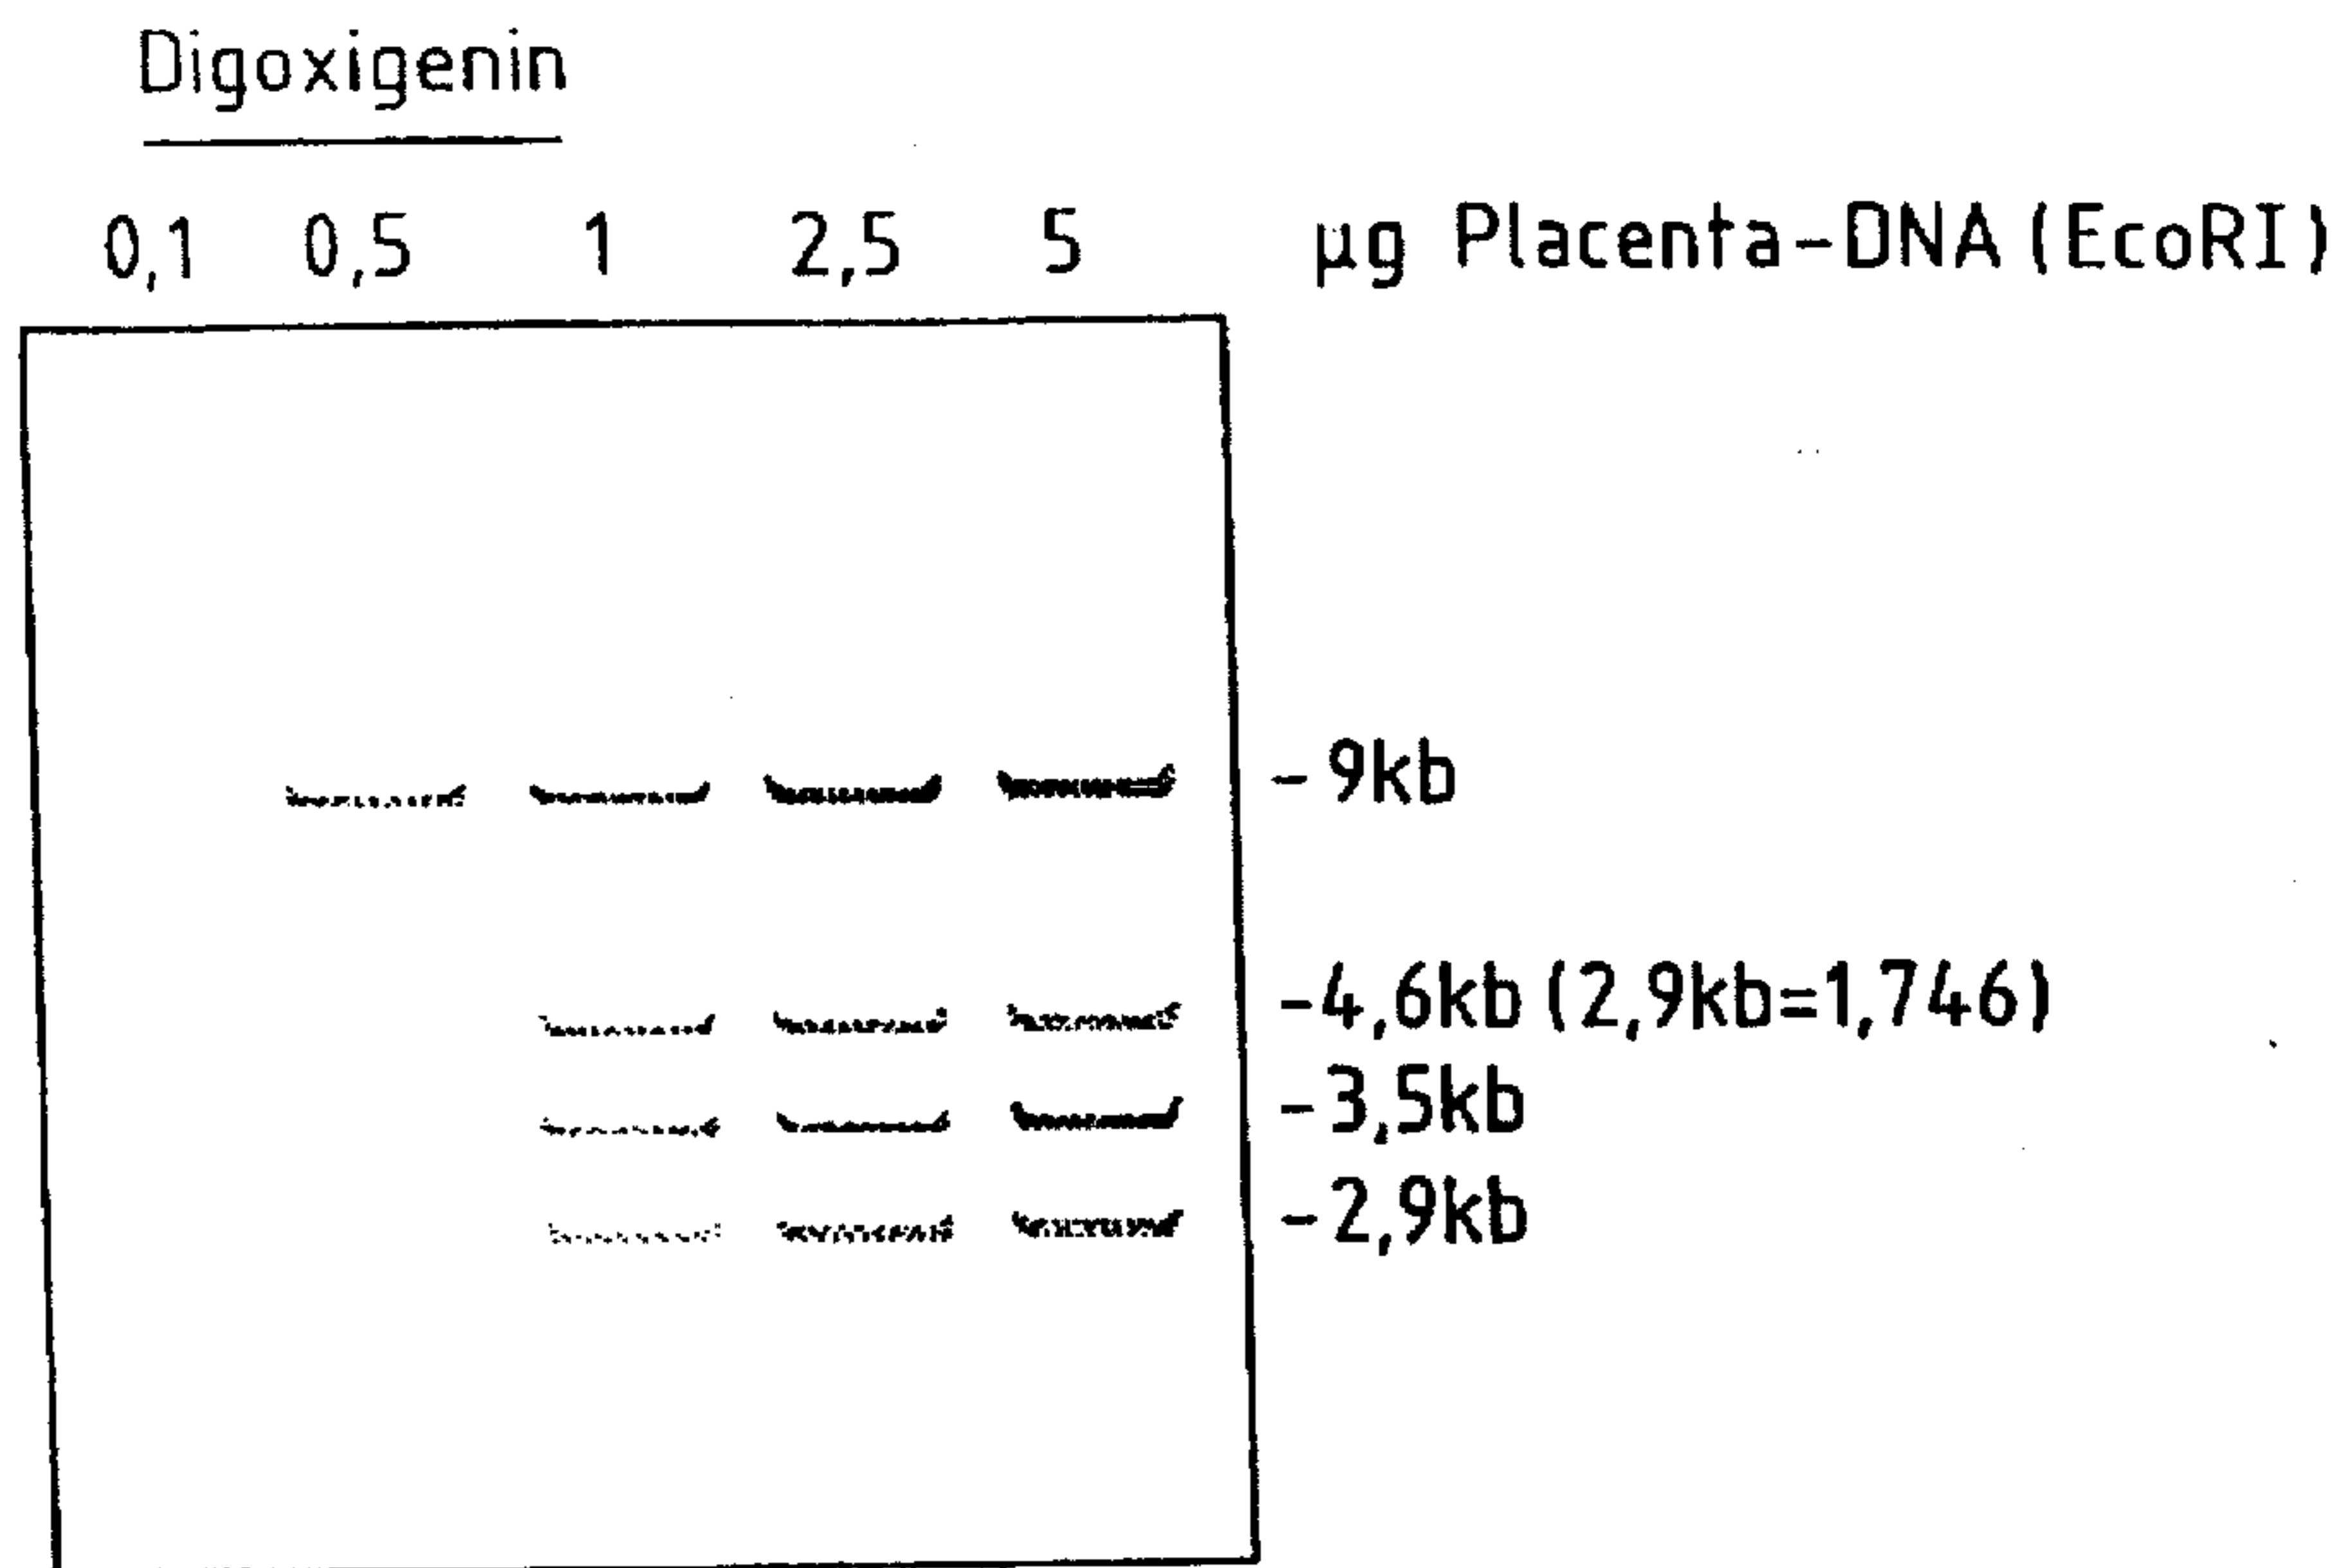 Digoxigenin
0,1 0,5 1 2,5 5 µg Placenta-DNA (EcoRI)
-9kb
-4,6kb (2,9kb=1,746)
-3,5kb
-2,9kb